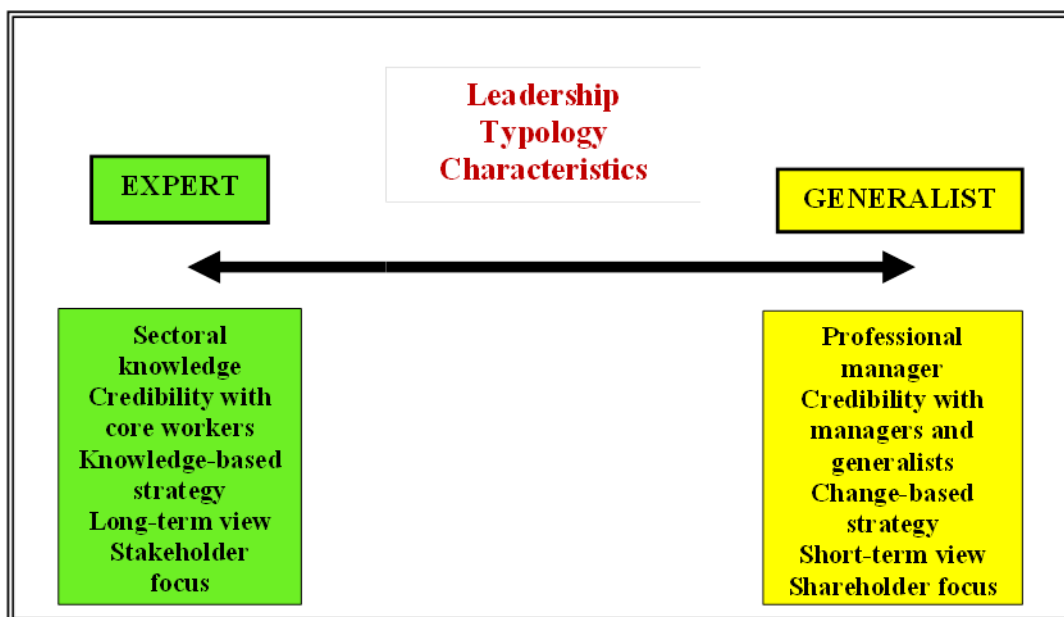 Leadership
Typology
Characteristics
EXPERT
GENERALIST
Sectoral
knowledge
Credibility with
core workers
Knowledge-based
strategy
Long-term view
Stakeholder
focus
Professional
manager
Credibility with
managers and
generalists
Change-based
strategy
Short-term view
Shareholder focus